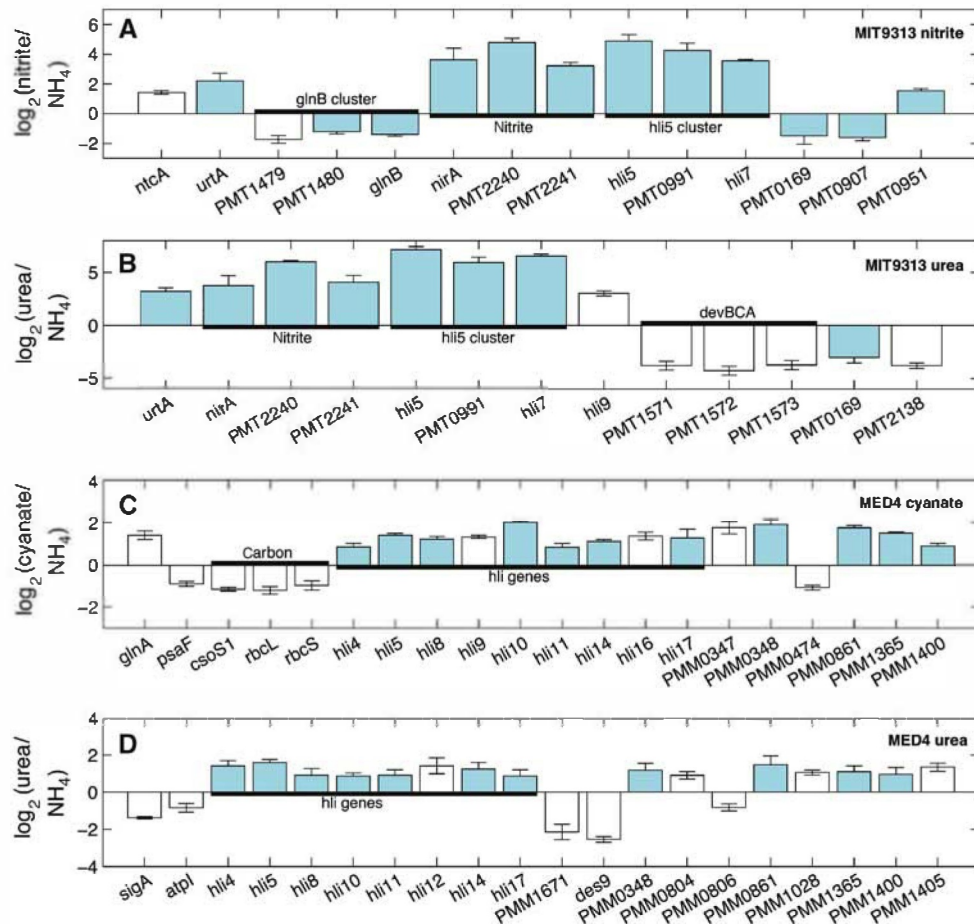 A
MIT9313 nitrite
log2(nitrite/
NH4)
6
4
2
0
−2
glnB cluster
Nitrite
hli5 cluster
ntcA urtA PMT1479 PMT1480 glnB nirA PMT2240 PMT2241 hli5 PMT0991 hli7 PMT0169 PMT0907 PMT0951
B
MIT9313 urea
log2(urea/
NH4)
5
0
−5
devBCA
Nitrite
hli5 cluster
urtA nirA PMT2240 PMT2241 hli5 PMT0991 hli7 hli9 PMT1571 PMT1572 PMT1573 PMT0169 PMT2138
C
MED4 cyanate
log2(cyanate/
NH4)
4
2
0
−2
Carbon
hli genes
glnA psaF csoS1 rbcL rbcS hli4 hli5 hli8 hli9 hli10 hli11 hli14 hli16 hli17 PMM0347 PMM0348 PMM0474 PMM0861 PMM1365 PMM1400
D
MED4 urea
log2(urea/
NH4)
4
2
0
−2
−4
hli genes
sigA atpI hli4 hli5 hli8 hli10 hli11 hli12 hli14 hli17 PMM1671 des9 PMM0348 PMM0804 PMM0806 PMM0861 PMM1028 PMM1365 PMM1400 PMM1405